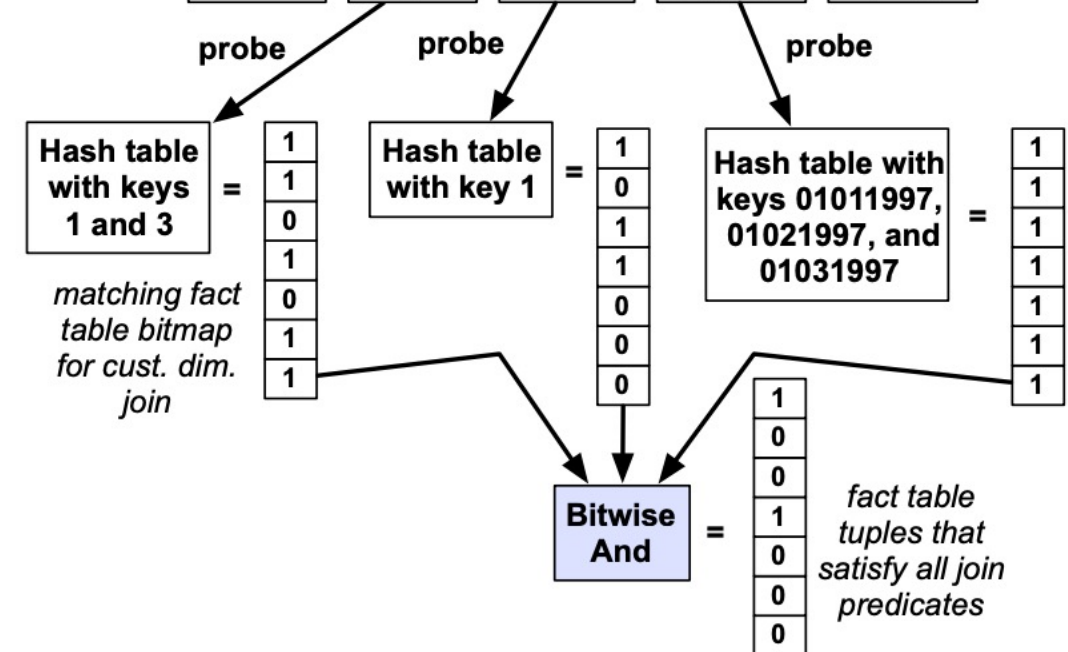 probe
probe
probe
Hash table
with keys
1 and 3
=
1
1
0
1
0
1
1
matching fact
table bitmap
for cust. dim.
join
Hash table
with key 1
=
1
0
1
1
0
0
0
Hash table with
keys 01011997,
01021997, and
01031997
=
1
1
1
1
1
1
1
Bitwise
And
=
1
0
0
1
0
0
0
fact table
tuples that
satisfy all join
predicates